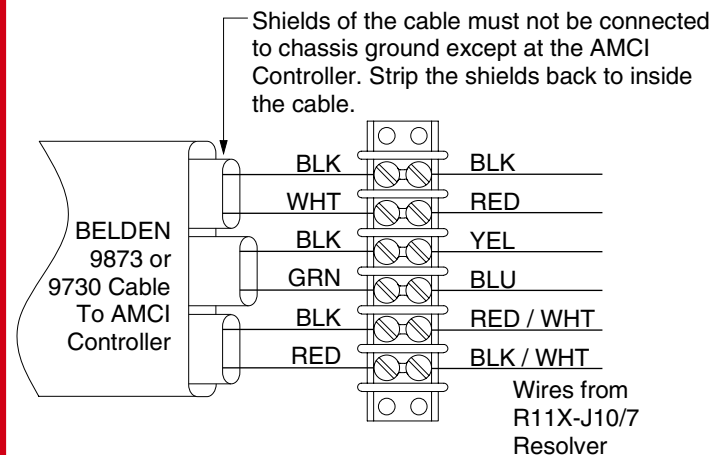 Shields of the cable must not be connected
to chassis ground except at the AMCI
Controller. Strip the shields back to inside
the cable.
BELDEN
9873 or
9730 Cable
To AMCI
Controller
BLK BLK
WHT RED
BLK YEL
GRN BLU
BLK RED / WHT
RED BLK / WHT
Wires from
R11X-J10/7
Resolver